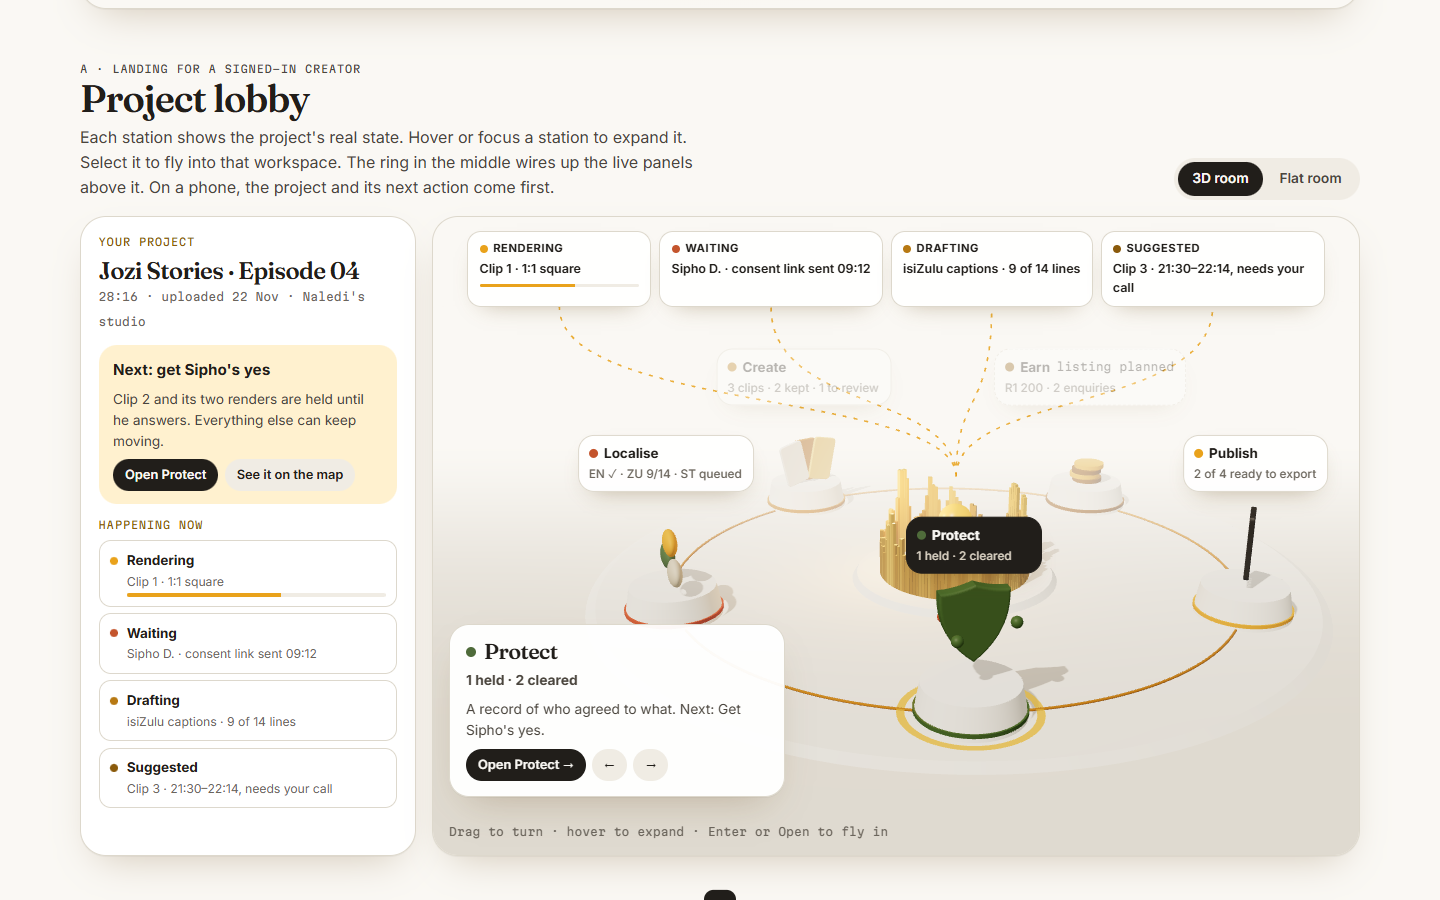 A · LANDING FOR A SIGNED-IN CREATOR
Project lobby
Each station shows the project's real state. Hover or focus a station to expand it.
Select it to fly into that workspace. The ring in the middle wires up the live panels
above it. On a phone, the project and its next action come first.
3D room
Flat room
YOUR PROJECT
Jozi Stories · Episode 04
28:16 · uploaded 22 Nov · Naledi's
studio
Next: get Sipho's yes
Clip 2 and its two renders are held until
he answers. Everything else can keep
moving.
Open Protect
See it on the map
HAPPENING NOW
Rendering
Clip 1 · 1:1 square
Waiting
Sipho D. · consent link sent 09:12
Drafting
isiZulu captions · 9 of 14 lines
Suggested
Clip 3 · 21:30–22:14, needs your call
RENDERING
Clip 1 · 1:1 square
WAITING
Sipho D. · consent link sent 09:12
DRAFTING
isiZulu captions · 9 of 14 lines
SUGGESTED
Clip 3 · 21:30–22:14, needs your
call
Create
3 clips · 2 kept · 1 to review
Earn listing planned
R1 200 · 2 enquiries
Localise
EN ✓ · ZU 9/14 · ST queued
Publish
2 of 4 ready to export
Protect
1 held · 2 cleared
Protect
1 held · 2 cleared
A record of who agreed to what. Next: Get
Sipho's yes.
Open Protect →
←
→
Drag to turn · hover to expand · Enter or Open to fly in